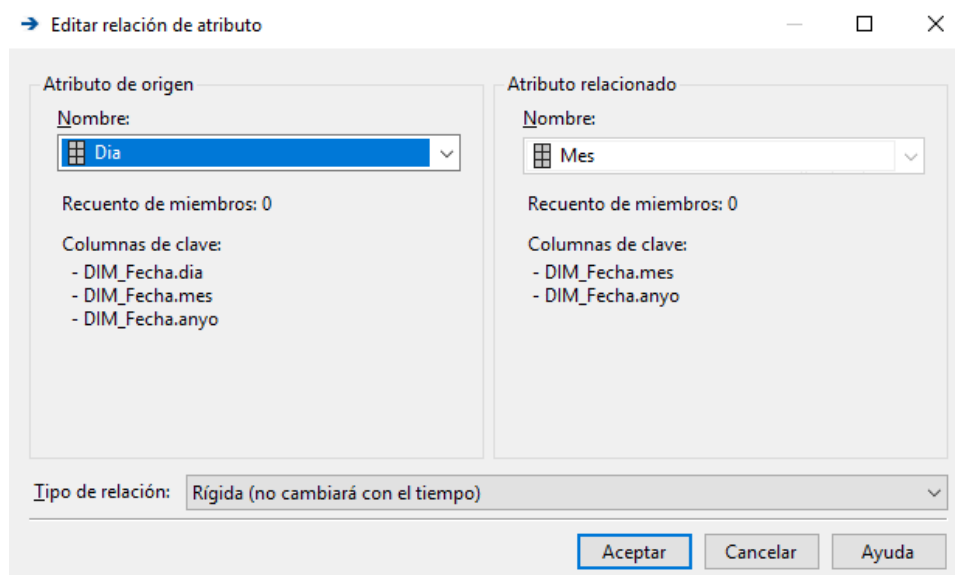 Editar relación de atributo
Atributo de origen
Nombre:
Dia
Recuento de miembros: 0
Columnas de clave:
- DIM_Fecha.dia
- DIM_Fecha.mes
- DIM_Fecha.anyo
Atributo relacionado
Nombre:
Mes
Recuento de miembros: 0
Columnas de clave:
- DIM_Fecha.mes
- DIM_Fecha.anyo
Tipo de relación: Rígida (no cambiará con el tiempo)
Aceptar Cancelar Ayuda